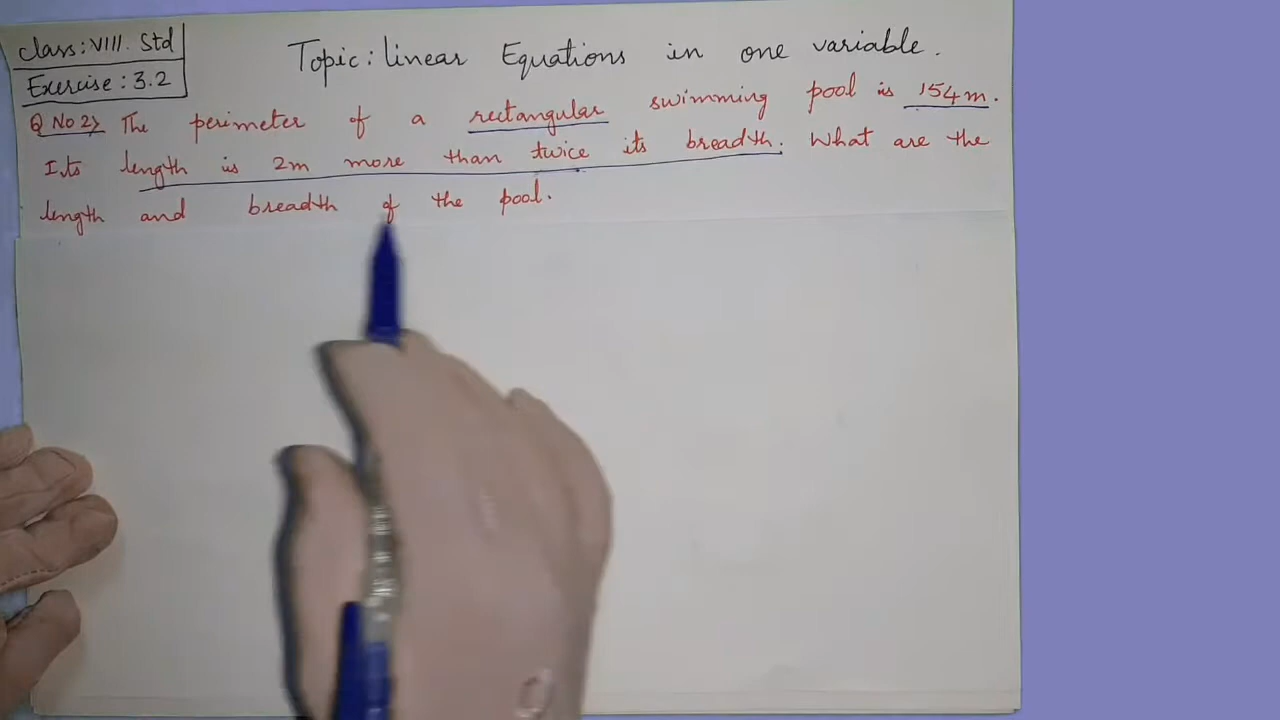 Class: VIII. Std
Exercise: 3.2
Topic: linear Equations in one variable.
Q No 2} The perimeter of a rectangular swimming pool is 154m.
Its length is 2m more than twice its breadth. What are the
length and breadth of the pool.